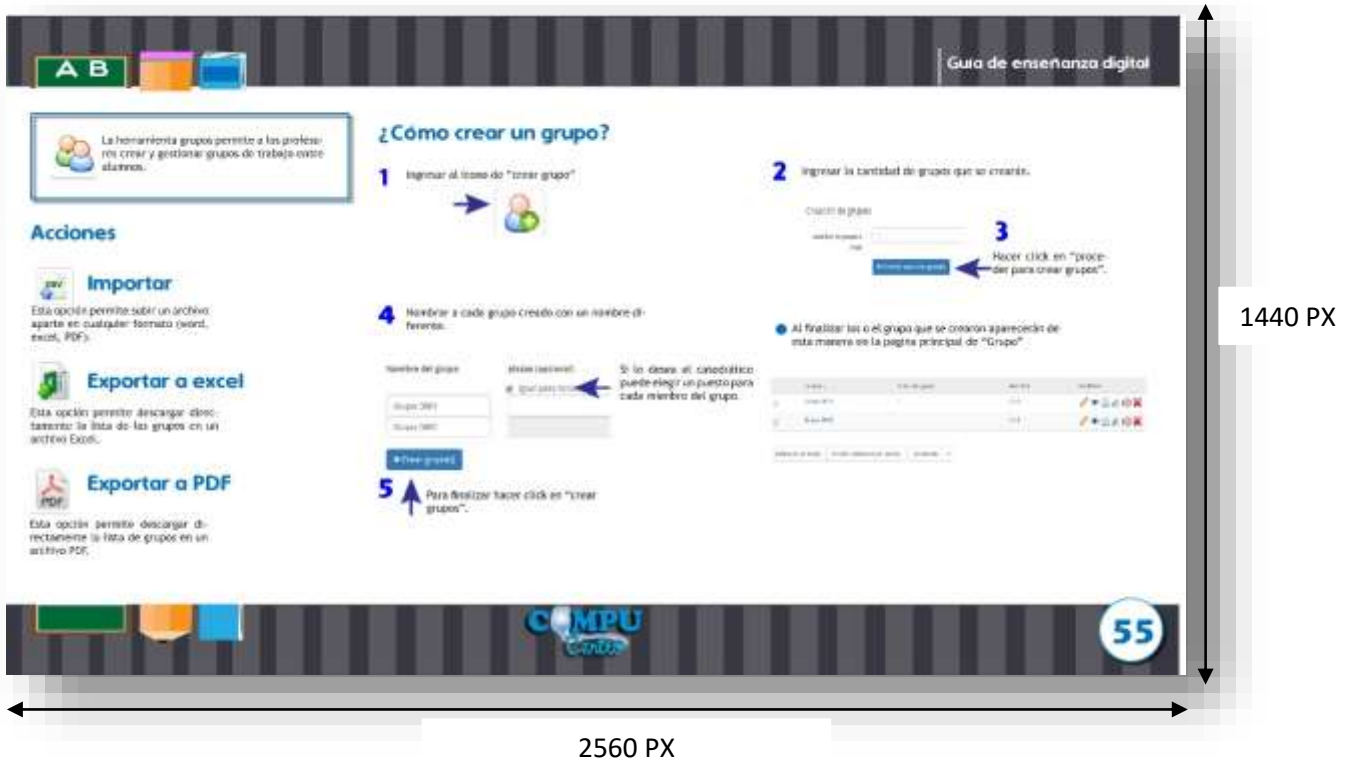 A B
Guia de enseñanza digital
La herramienta grupos permite a los profeso-
res crear y gestionar grupos de trabajo entre
alumnos.
Acciones
Importar
Esta opción permite subir un archivo
aparte en cualquier formato (word,
excel, PDF).
Exportar a excel
Esta opción permite descargar direc-
tamente la lista de los grupos en un
archivo Excel.
PDF
Exportar a PDF
Esta opción permite descargar di-
rectamente la lista de grupos en un
archivo PDF.
¿Cómo crear un grupo?
1
Ingresar al icono de "crear grupo"
2
Ingresar la cantidad de grupos que se crearán.
Creación de grupos
3
Hacer click en "proce-
der para crear grupos".
4
Nombrar a cada grupo creado con un nombre di-
ferente.
Nombre del grupo
Si lo desea el catedrático
puede elegir un puesto para
cada miembro del grupo.
Crear grupo(s)
5
Para finalizar hacer click en "crear
grupos".
Al finalizar los o el grupo que se crearon aparecerán de
esta manera en la pagina principal de "Grupo"
COMPU
Center
55
1440 PX
2560 PX